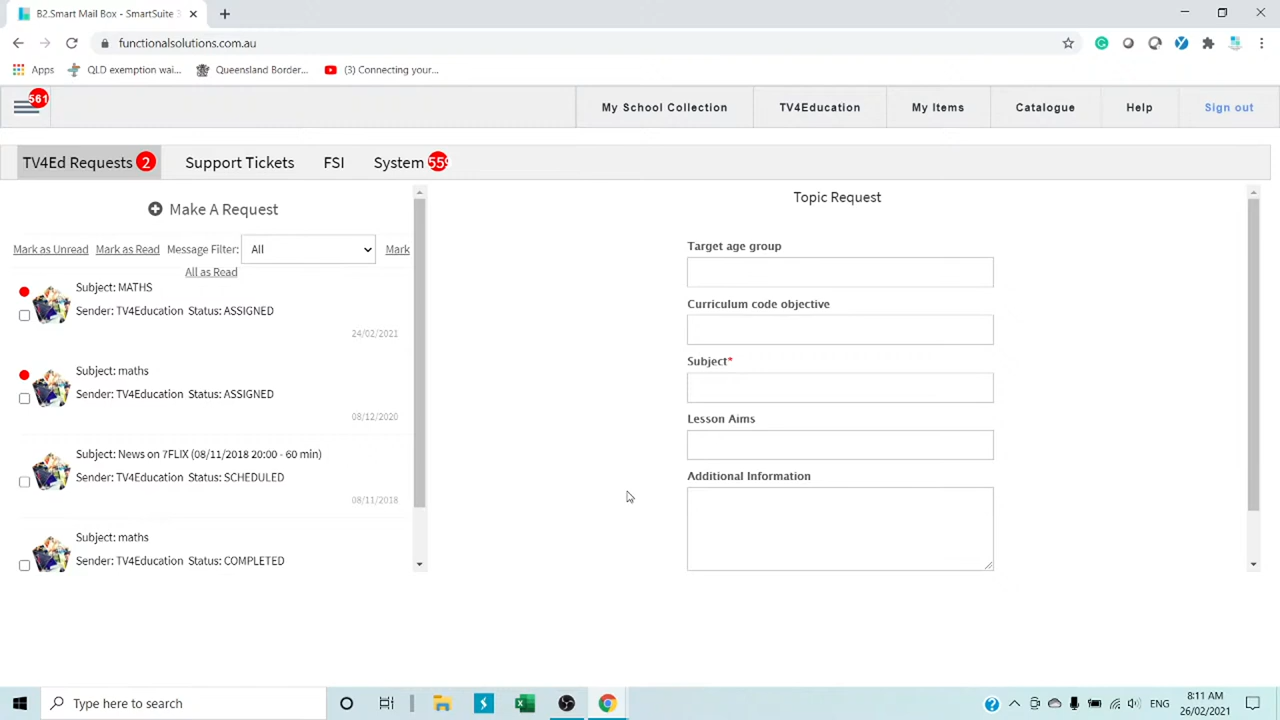 B2.Smart Mail Box - SmartSuite
functionalsolutions.com.au
Apps QLD exemption wai... Queensland Border... (3) Connecting your...
561 My School Collection TV4Education My Items Catalogue Help Sign out
TV4Ed Requests 2 Support Tickets FSI System 559
Make A Request
Mark as Unread Mark as Read Message Filter: All Mark
All as Read
Subject: MATHS
Sender: TV4Education Status: ASSIGNED
24/02/2021
Subject: maths
Sender: TV4Education Status: ASSIGNED
08/12/2020
Subject: News on 7FLIX (08/11/2018 20:00 - 60 min)
Sender: TV4Education Status: SCHEDULED
08/11/2018
Subject: maths
Sender: TV4Education Status: COMPLETED
Topic Request
Target age group
Curriculum code objective
Subject*
Lesson Aims
Additional Information
Type here to search
ENG
8:11 AM
26/02/2021